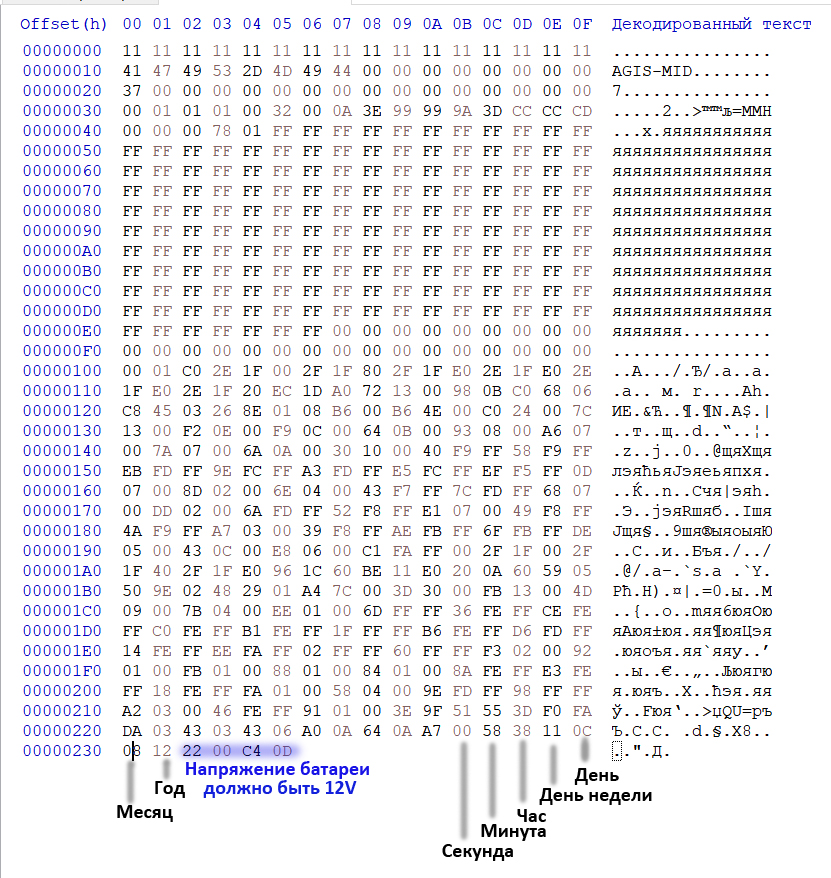 Offset(h) 00 01 02 03 04 05 06 07 08 09 0A 0B 0C 0D 0E 0F Декодированный текст
00000000 11 11 11 11 11 11 11 11 11 11 11 11 11 11 11 11 ................
00000010 41 47 49 53 2D 4D 49 44 00 00 00 00 00 00 00 00 AGIS-MID........
00000020 37 00 00 00 00 00 00 00 00 00 00 00 00 00 00 00 7...............
00000030 00 01 01 01 00 32 00 0A 3E 99 99 9A 3D CC CC CD .....2..>™™љ=ММН
00000040 00 00 00 78 01 FF FF FF FF FF FF FF FF FF FF FF ...x.яяяяяяяяяяя
00000050 FF FF FF FF FF FF FF FF FF FF FF FF FF FF FF FF яяяяяяяяяяяяяяяя
00000060 FF FF FF FF FF FF FF FF FF FF FF FF FF FF FF FF яяяяяяяяяяяяяяяя
00000070 FF FF FF FF FF FF FF FF FF FF FF FF FF FF FF FF яяяяяяяяяяяяяяяя
00000080 FF FF FF FF FF FF FF FF FF FF FF FF FF FF FF FF яяяяяяяяяяяяяяяя
00000090 FF FF FF FF FF FF FF FF FF FF FF FF FF FF FF FF яяяяяяяяяяяяяяяя
000000A0 FF FF FF FF FF FF FF FF FF FF FF FF FF FF FF FF яяяяяяяяяяяяяяяя
000000B0 FF FF FF FF FF FF FF FF FF FF FF FF FF FF FF FF яяяяяяяяяяяяяяяя
000000C0 FF FF FF FF FF FF FF FF FF FF FF FF FF FF FF FF яяяяяяяяяяяяяяяя
000000D0 FF FF FF FF FF FF FF FF FF FF FF FF FF FF FF FF яяяяяяяяяяяяяяяя
000000E0 FF FF FF FF FF FF FF 00 00 00 00 00 00 00 00 00 яяяяяяя.........
000000F0 00 00 00 00 00 00 00 00 00 00 00 00 00 00 00 00 ................
00000100 00 01 C0 2E 1F 00 2F 1F 80 2F 1F E0 2E 1F E0 2E ..А.../.Ђ/.а..а.
00000110 1F E0 2E 1F 20 EC 1D A0 72 13 00 98 0B C0 68 06 .а.. м. r....Аh.
00000120 C8 45 03 26 8E 01 08 B6 00 B6 4E 00 C0 24 00 7C ИE.&Ћ..¶.¶N.А$.|
00000130 13 00 F2 0E 00 F9 0C 00 64 0B 00 93 08 00 A6 07 ..т..щ..d..“..¦.
00000140 00 7A 07 00 6A 0A 00 30 10 00 40 F9 FF 58 F9 FF .z..j..0..@щяXщя
00000150 EB FD FF 9E FC FF A3 FD FF E5 FC FF EF F5 FF 0D лэяћьяЈэяеьяпхя.
00000160 07 00 8D 02 00 6E 04 00 43 F7 FF 7C FD FF 68 07 ..Ќ..n..Cчя|эяh.
00000170 00 DD 02 00 6A FD FF 52 F8 FF E1 07 00 49 F8 FF .Э..jэяRшяб..Iшя
00000180 4A F9 FF A7 03 00 39 F8 FF AE FB FF 6F FB FF DE Jщя§..9шя®ыяoыяЮ
00000190 05 00 43 0C 00 E8 06 00 C1 FA FF 00 2F 1F 00 2F ..C..и..Бъя./../
000001A0 1F 40 2F 1F E0 96 1C 60 BE 11 E0 20 0A 60 59 05 .@/.а–.`ѕ.а .`Y.
000001B0 50 9E 02 48 29 01 A4 7C 00 3D 30 00 FB 13 00 4D Pћ.H).¤|.=0.ы..M
000001C0 09 00 7B 04 00 EE 01 00 6D FF FF 36 FE FF CE FE ..{..о..mяя6юяОю
000001D0 FF C0 FE FF B1 FE FF 1F FF FF B6 FE FF D6 FD FF яАюя±юя.яя¶юяЦэя
000001E0 14 FE FF EE FA FF 02 FF FF 60 FF FF F3 02 00 92 .юяоъя.яя`яяу..’
000001F0 01 00 FB 01 00 88 01 00 84 01 00 8A FE FF E3 FE ..ы..€..„..Љюягю
00000200 FF 18 FE FF FA 01 00 58 04 00 9E FD FF 98 FF FF я.юяъ..X..ћэя.яя
00000210 A2 03 00 46 FE FF 91 01 00 3E 9F 51 55 3D F0 FA ў..Fюя‘..>џQU=ръ
00000220 DA 03 43 03 43 06 A0 0A 64 0A A7 00 58 38 11 0C Ъ.C.C. .d.§.X8..
00000230 08 12 22 00 C4 0D ..".Д.
Напряжение батареи
должно быть 12V
День
Год
День недели
Месяц
Час
Минута
Секунда